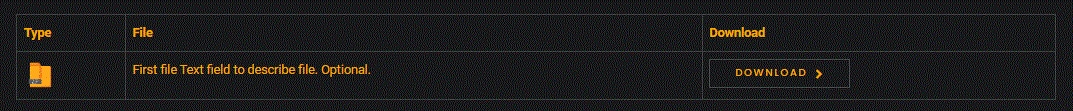 Type File Download
First file Text field to describe file. Optional. DOWNLOAD